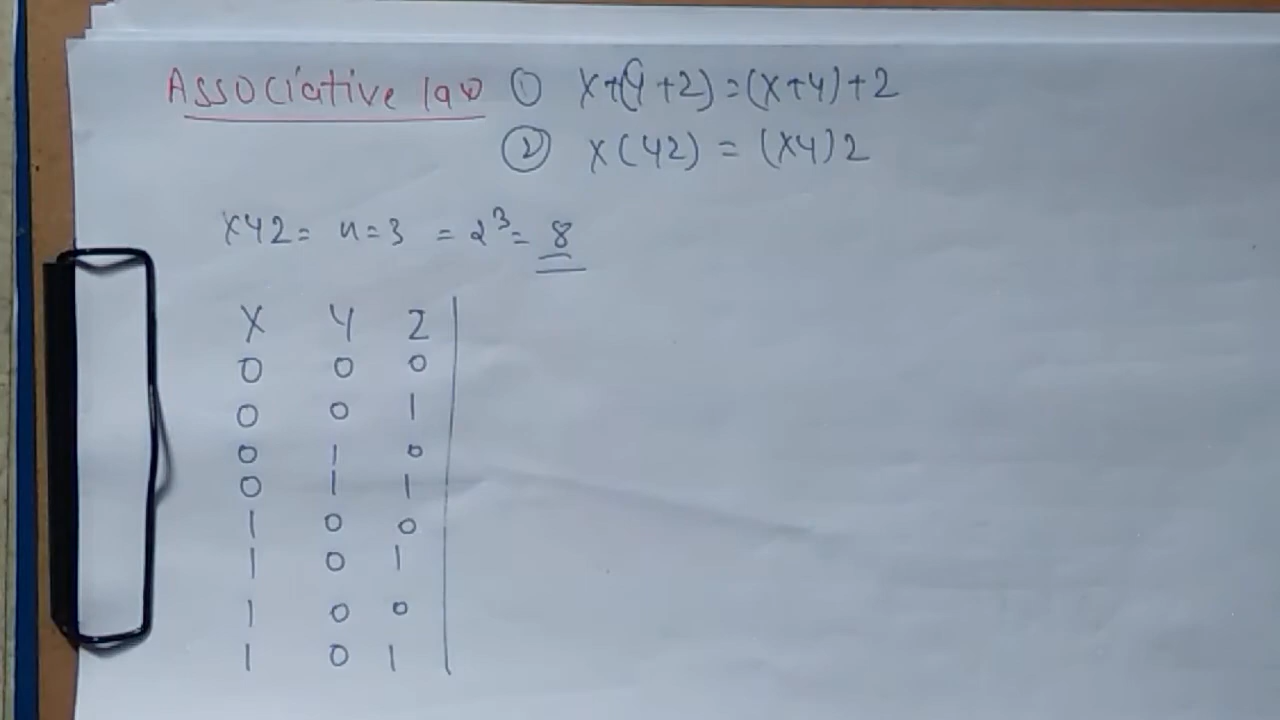 Associative law ① X+(Y+Z)=(X+Y)+Z
② X(YZ) = (XY)Z
XYZ= n=3 = 2³= 8
X Y Z
0 0 0
0 0 1
0 1 0
0 1 1
1 0 0
1 0 1
1 0 0
1 0 1